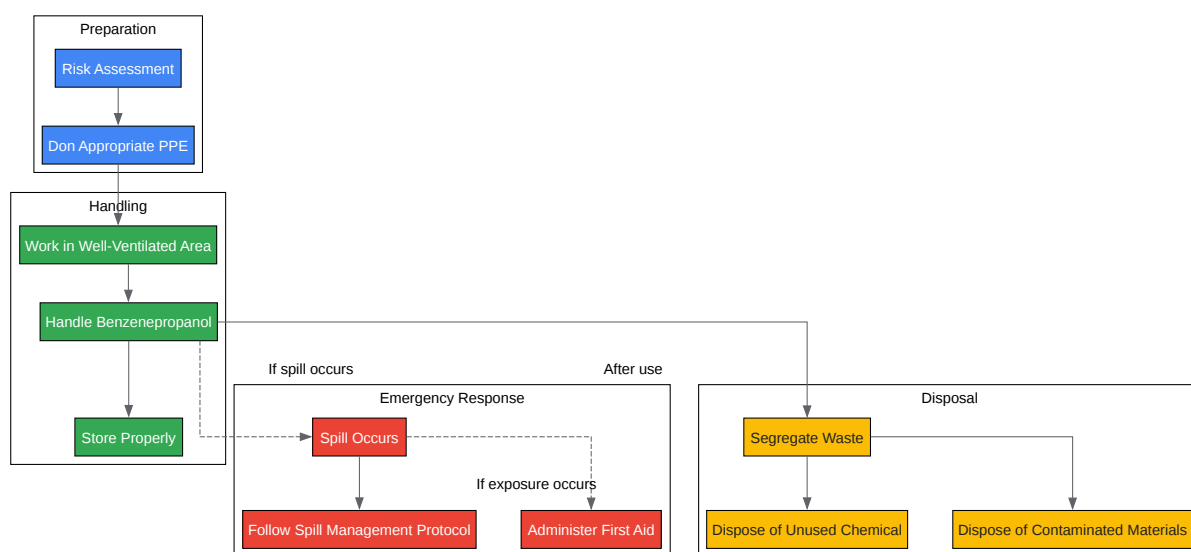 Preparation
Risk Assessment
Don Appropriate PPE
Handling
Work in Well-Ventilated Area
Handle Benzenepropanol
If spill occurs
After use
Emergency Response
Disposal
Store Properly
Spill Occurs
Segregate Waste
If exposure occurs
Follow Spill Management Protocol
Administer First Aid
Dispose of Unused Chemical
Dispose of Contaminated Materials